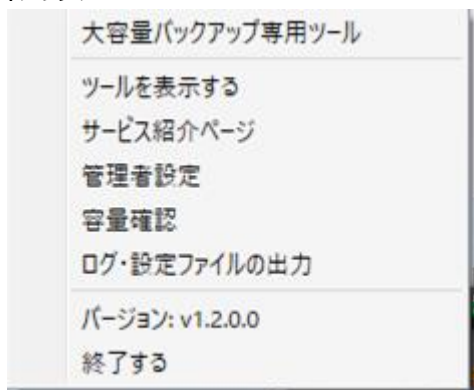 大容量バックアップ専用ツール
ツールを表示する
サービス紹介ページ
管理者設定
容量確認
ログ・設定ファイルの出力
バージョン: v1.2.0.0
終了する